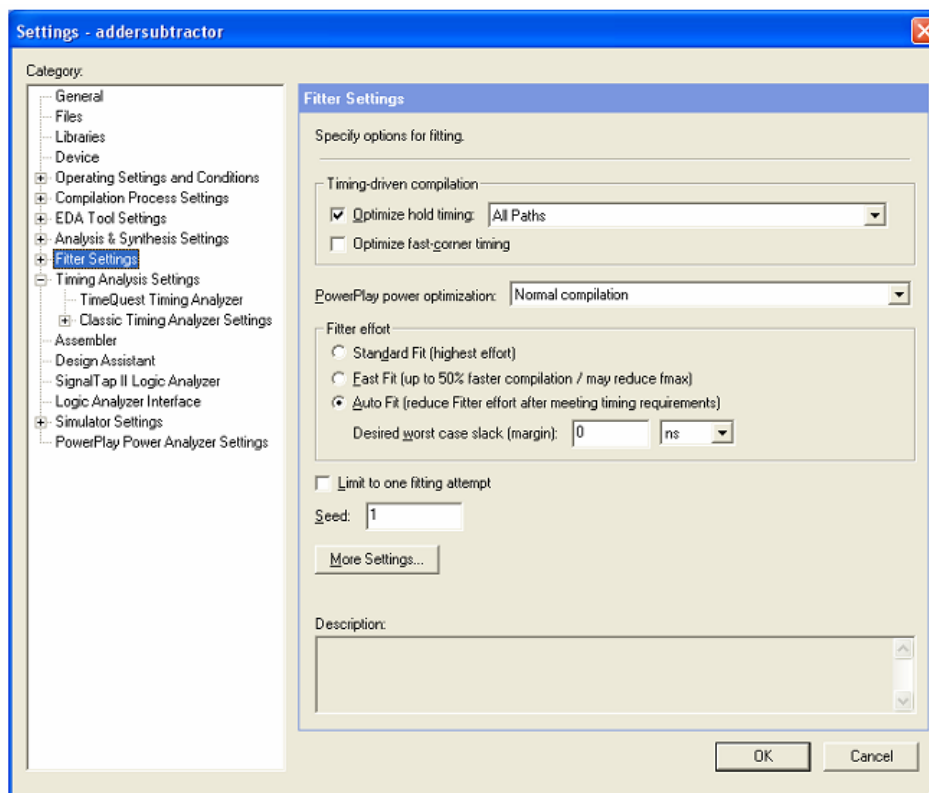 Settings - addersubtractor
Category:
General
Files
Libraries
Device
Operating Settings and Conditions
Compilation Process Settings
EDA Tool Settings
Analysis & Synthesis Settings
Fitter Settings
Timing Analysis Settings
TimeQuest Timing Analyzer
Classic Timing Analyzer Settings
Assembler
Design Assistant
SignalTap II Logic Analyzer
Logic Analyzer Interface
Simulator Settings
PowerPlay Power Analyzer Settings
Fitter Settings
Specify options for fitting.
Timing-driven compilation
Optimize hold timing: All Paths
Optimize fast-corner timing
PowerPlay power optimization: Normal compilation
Fitter effort
Standard Fit (highest effort)
Fast Fit (up to 50% faster compilation / may reduce fmax)
Auto Fit (reduce Fitter effort after meeting timing requirements)
Desired worst case slack (margin): 0 ns
Limit to one fitting attempt
Seed: 1
More Settings...
Description:
OK Cancel